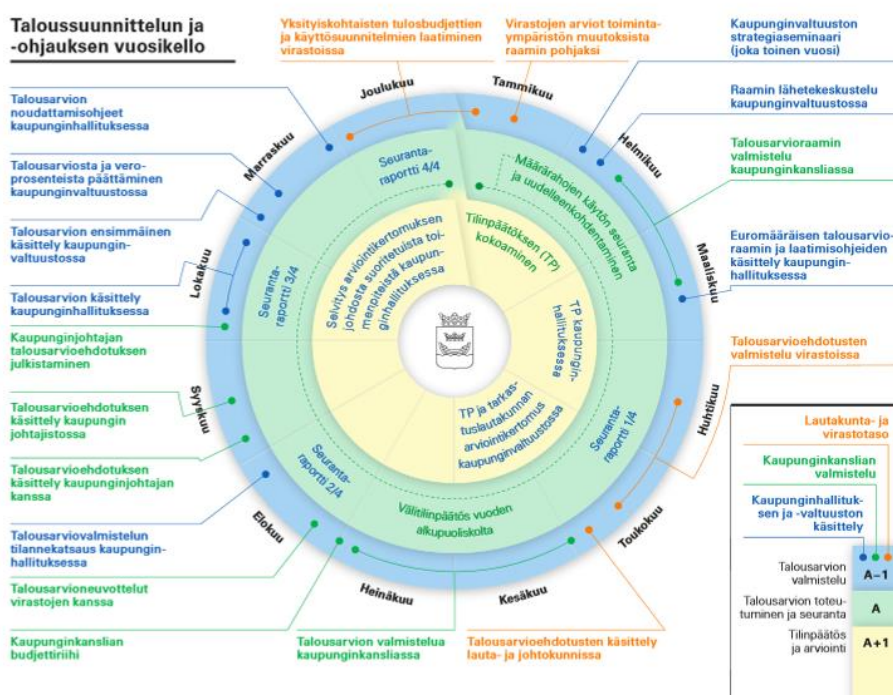 Taloussuunnittelun ja
-ohjauksen vuosikello
Yksityiskohtaisten tulosbudjettien
ja käyttösuunnitelmien laatiminen
virastoissa
Virastojen arviot toiminta-
ympäristön muutoksista
raamin pohjaksi
Kaupunginvaltuuston
strategiaseminaari
(joka toinen vuosi)
Raamin lähetekeskustelu
kaupunginvaltuustossa
Talousarvioraamin
valmistelu
kaupunginkansliassa
Euromääräisen talousarvio-
raamin ja laatimisohjeiden
käsittely kaupungin-
hallituksessa
Talousarvioehdotusten
valmistelu virastoissa
Talousarvion
noudattamisohjeet
kaupunginhallituksessa
Talousarviosta ja vero-
prosenteista päättäminen
kaupunginvaltuustossa
Talousarvion ensimmäinen
käsittely kaupungin-
valtuustossa
Talousarvion käsittely
kaupunginhallituksessa
Kaupunginjohtajan
talousarvioehdotuksen
julkistaminen
Talousarvioehdotuksen
käsittely kaupungin
johtajistossa
Talousarvioehdotuksen
käsittely kaupunginjohtajan
kanssa
Talousarviovalmistelun
tilannekatsaus kaupungin-
hallituksessa
Talousarvioneuvottelut
virastojen kanssa
Kaupunginkanslian
budjettiriihi
Talousarvion valmistelua
kaupunginkansliassa
Talousarvioehdotusten käsittely
lauta- ja johtokunnissa
Tammikuu
Helmikuu
Maaliskuu
Huhtikuu
Toukokuu
Kesäkuu
Heinäkuu
Elokuu
Syyskuu
Lokakuu
Marraskuu
Joulukuu
Määrärahojen käytön seuranta
ja uudelleenkohdentaminen
Seuranta-
raportti 1/4
Välitilinpäätös vuoden
alkupuoliskolta
Seuranta-
raportti 2/4
Seuranta-
raportti 3/4
Seuranta-
raportti 4/4
Tilinpäätöksen (TP)
kokoaminen
TP kaupungin-
hallituksessa
TP ja tarkas-
tuslautakunnan
arviointikertomus
kaupunginvaltuustossa
Selvitys arviointikertomuksen
johdosta suoritetuista toi-
menpiteistä kaupun-
ginhallituksessa
Lautakunta- ja
virastotaso
Kaupunginkanslian
valmistelu
Kaupunginhallituk-
sen ja -valtuuston
käsittely
Talousarvion
valmistelu
A–1
Talousarvion toteu-
tuminen ja seuranta
A
Tilinpäätös
ja arviointi
A+1